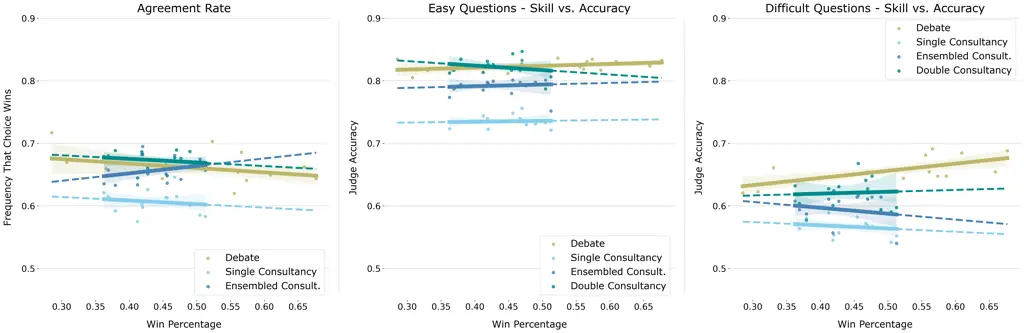 Agreement Rate
Frequency That Choice Wins
0.9
0.8
0.7
0.6
0.5
0.30 0.35 0.40 0.45 0.50 0.55 0.60 0.65
Win Percentage
Debate
Single Consultancy
Ensembled Consult.
Easy Questions - Skill vs. Accuracy
Judge Accuracy
0.9
0.8
0.7
0.6
0.5
0.30 0.35 0.40 0.45 0.50 0.55 0.60 0.65
Win Percentage
Debate
Single Consultancy
Ensembled Consult.
Double Consultancy
Difficult Questions - Skill vs. Accuracy
Judge Accuracy
0.9
0.8
0.7
0.6
0.5
0.30 0.35 0.40 0.45 0.50 0.55 0.60 0.65
Win Percentage
Debate
Single Consultancy
Ensembled Consult.
Double Consultancy